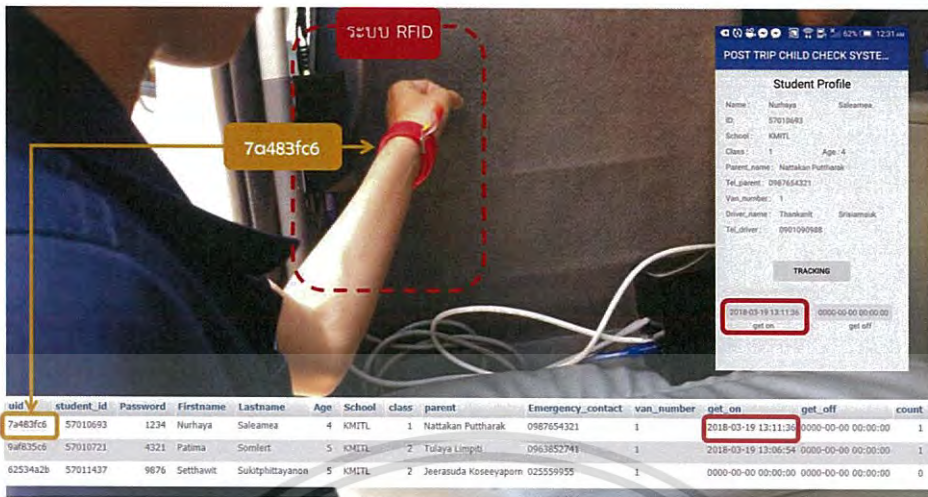 ระบบ RFID
7a483fc6
62% 12:31 AM
POST TRIP CHILD CHECK SYSTE...
Student Profile
Name : Nurhaya Saleamea
ID: 57010693
School : KMITL
Class : 1 Age : 4
Parent_name : Nattakan Puttharak
Tel_parent : 0987654321
Van_number : 1
Driver_name : Thankanit Srisiamsuk
Tel_driver : 0901090988
TRACKING
2018-03-19 13:11:36 0000-00-00 00:00:00
get on get off
uid student_id Password Firstname Lastname Age School class parent Emergency_contact van_number get_on get_off count
7a483fc6 57010693 1234 Nurhaya Saleamea 4 KMITL 1 Nattakan Puttharak 0987654321 1 2018-03-19 13:11:36 0000-00-00 00:00:00 1
9af835c6 57010721 4321 Patima Somlert 5 KMITL 2 Tulaya Limpiti 0963852741 1 2018-03-19 13:06:54 0000-00-00 00:00:00 1
62534a2b 57011437 9876 Setthawit Sukitphittayanon 5 KMITL 2 Jeerasuda Koseeyaporn 025559955 1 0000-00-00 00:00:00 0000-00-00 00:00:00 0